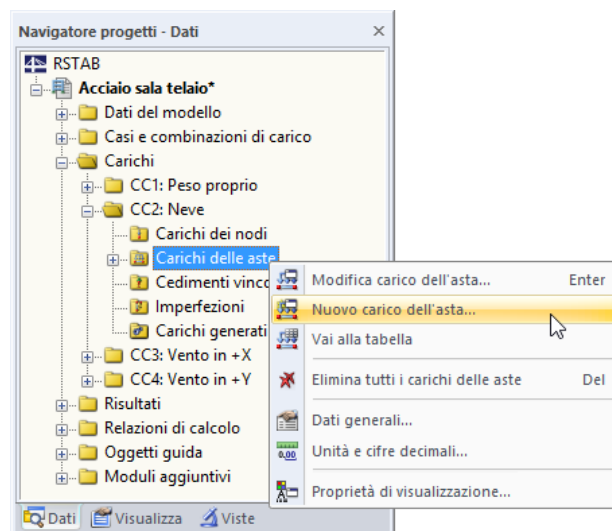 Navigatore progetti - Dati
RSTAB
Acciaio sala telaio*
Dati del modello
Casi e combinazioni di carico
Carichi
CC1: Peso proprio
CC2: Neve
Carichi dei nodi
Carichi delle aste
Cedimenti vinco
Imperfezioni
Carichi generati
CC3: Vento in +X
CC4: Vento in +Y
Risultati
Relazioni di calcolo
Oggetti guida
Moduli aggiuntivi
Dati Visualizza Viste
Modifica carico dell'asta... Enter
Nuovo carico dell'asta...
Vai alla tabella
Elimina tutti i carichi delle aste Del
Dati generali...
0,00 Unità e cifre decimali...
Proprietà di visualizzazione...